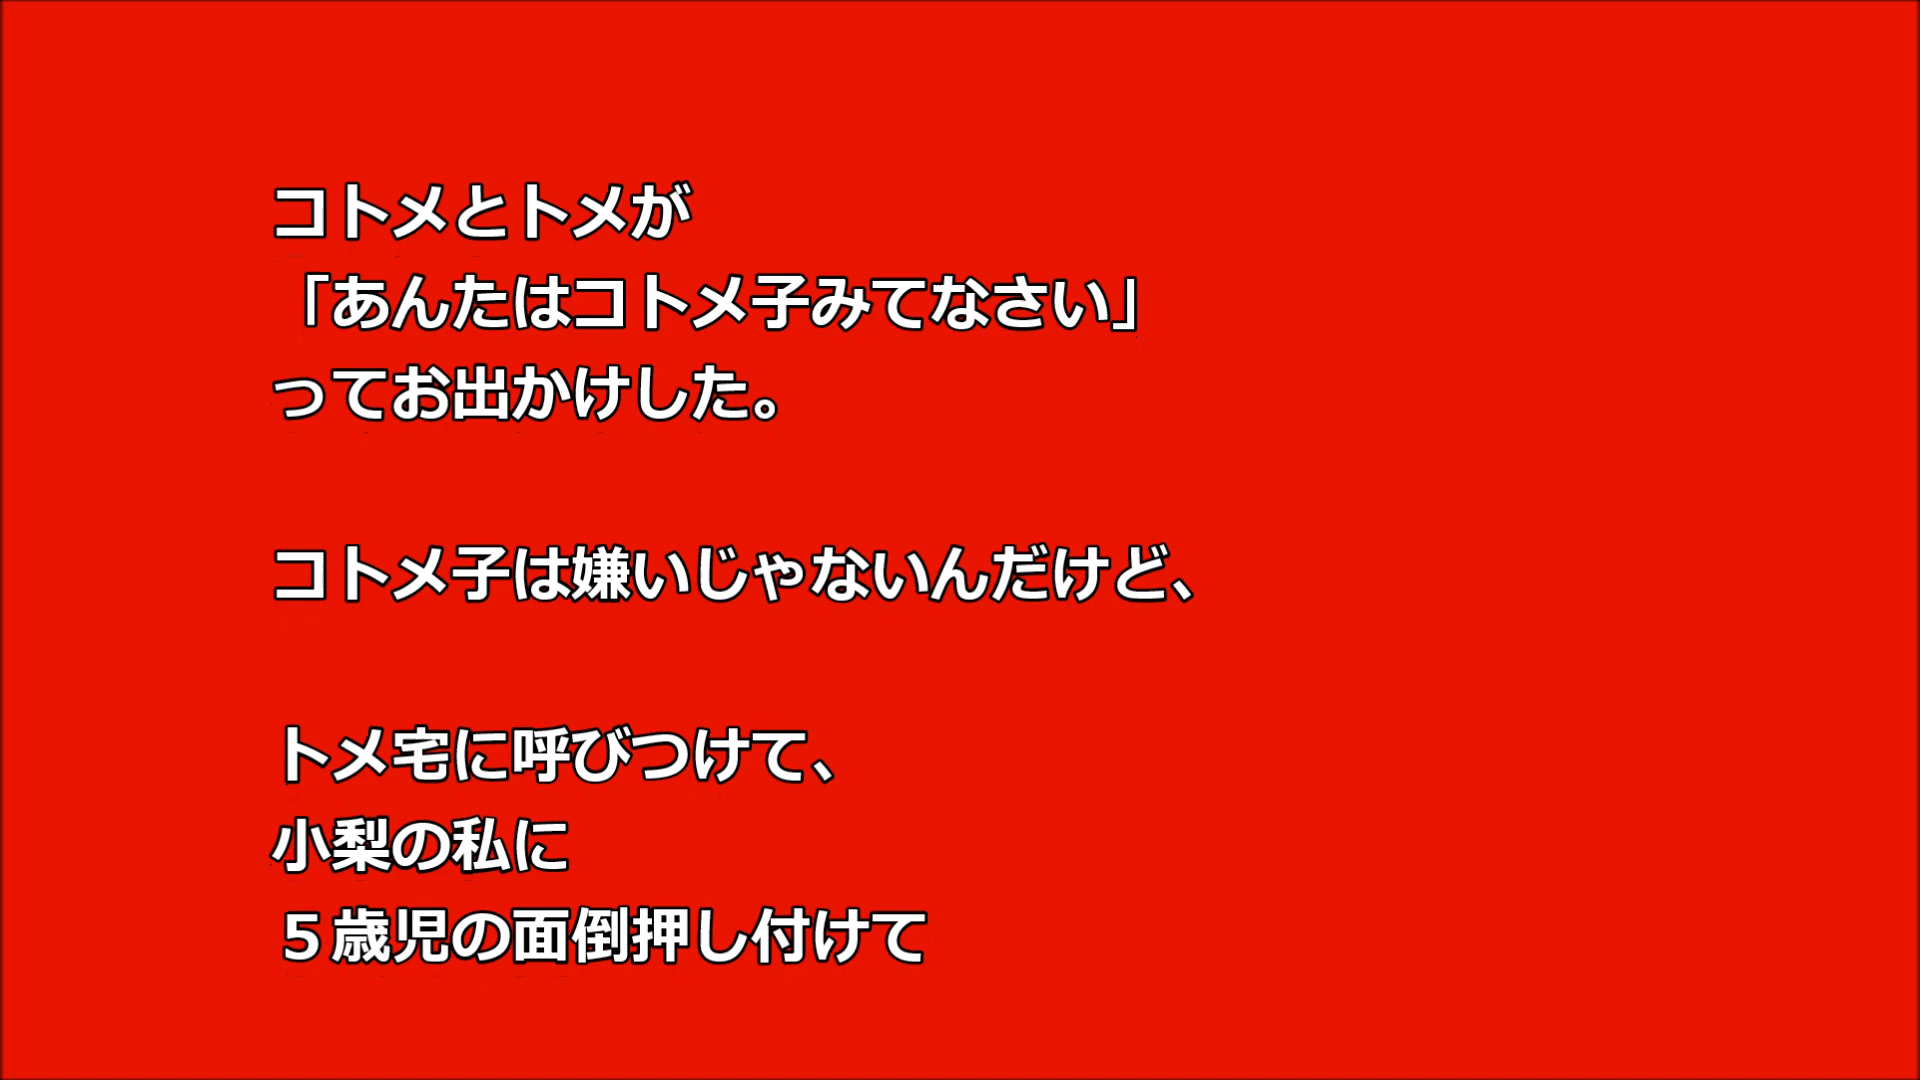 コトメとトメが
「あんたはコトメ子みてなさい」
ってお出かけした。
コトメ子は嫌いじゃないんだけど、
トメ宅に呼びつけて、
小梨の私に
５歳児の面倒押し付けて